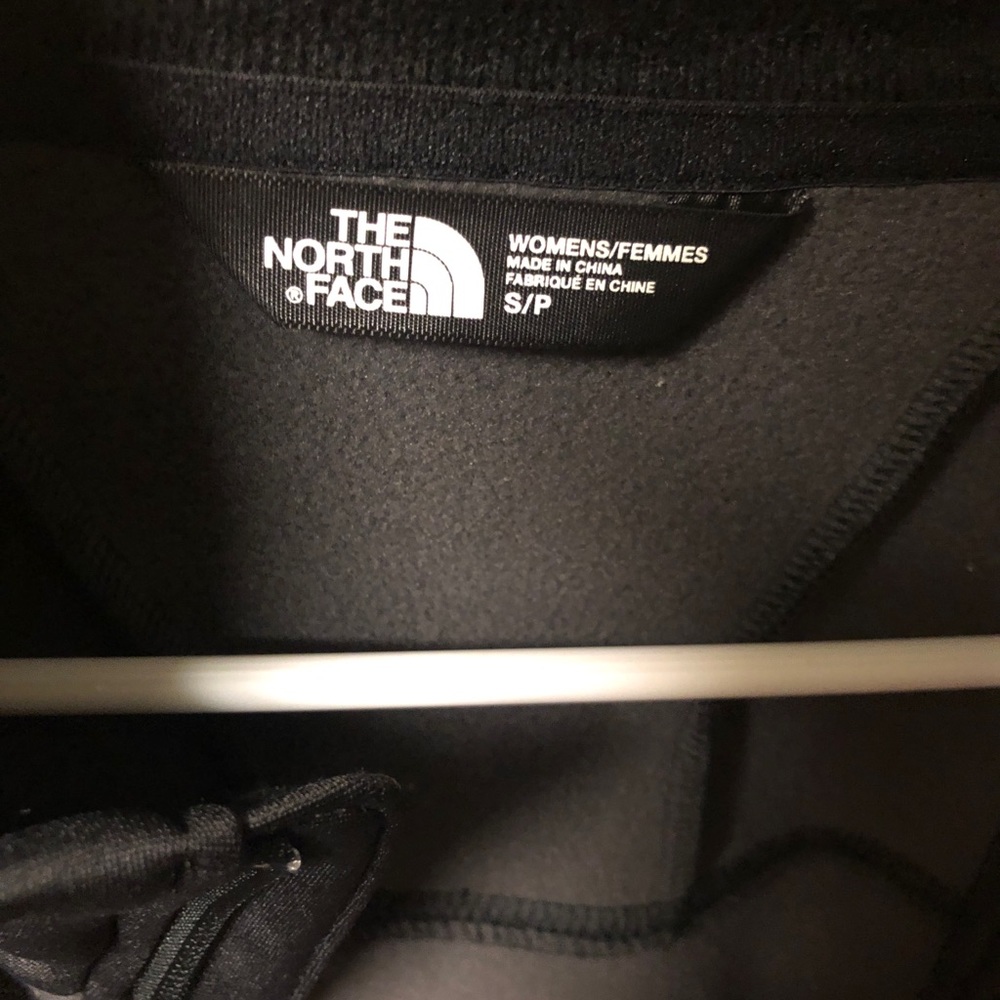 THE
NORTH
® FACE
WOMENS/FEMMES
MADE IN CHINA
FABRIQUÉ EN CHINE
S/P